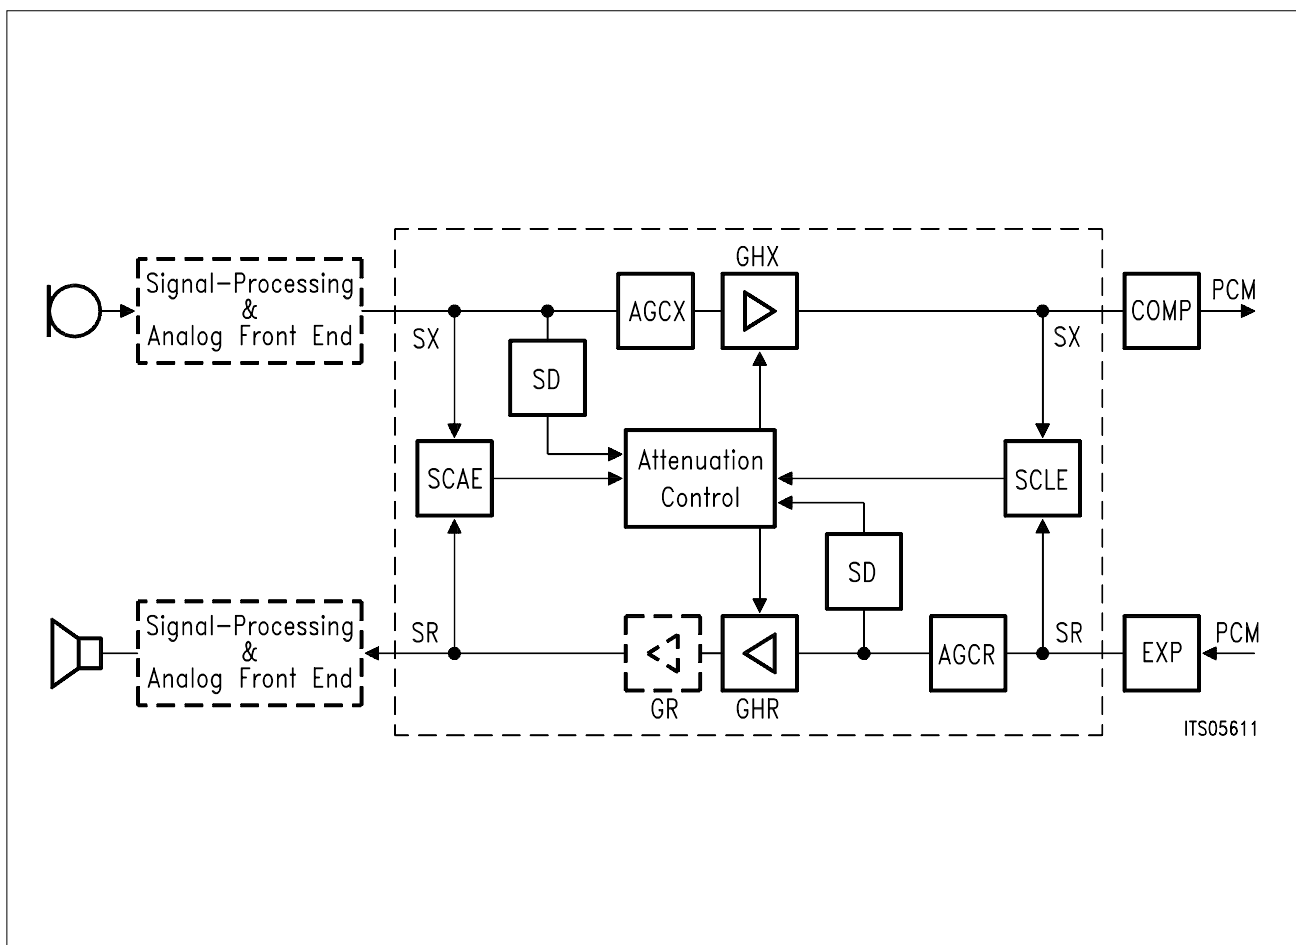 GHX
Signal-Processing
&
Analog Front End
SX
AGCX
SX
COMP
PCM
SD
SCAE
Attenuation
Control
SCLE
SD
Signal-Processing
&
Analog Front End
SR
GR
GHR
AGCR
SR
EXP
PCM
ITS05611